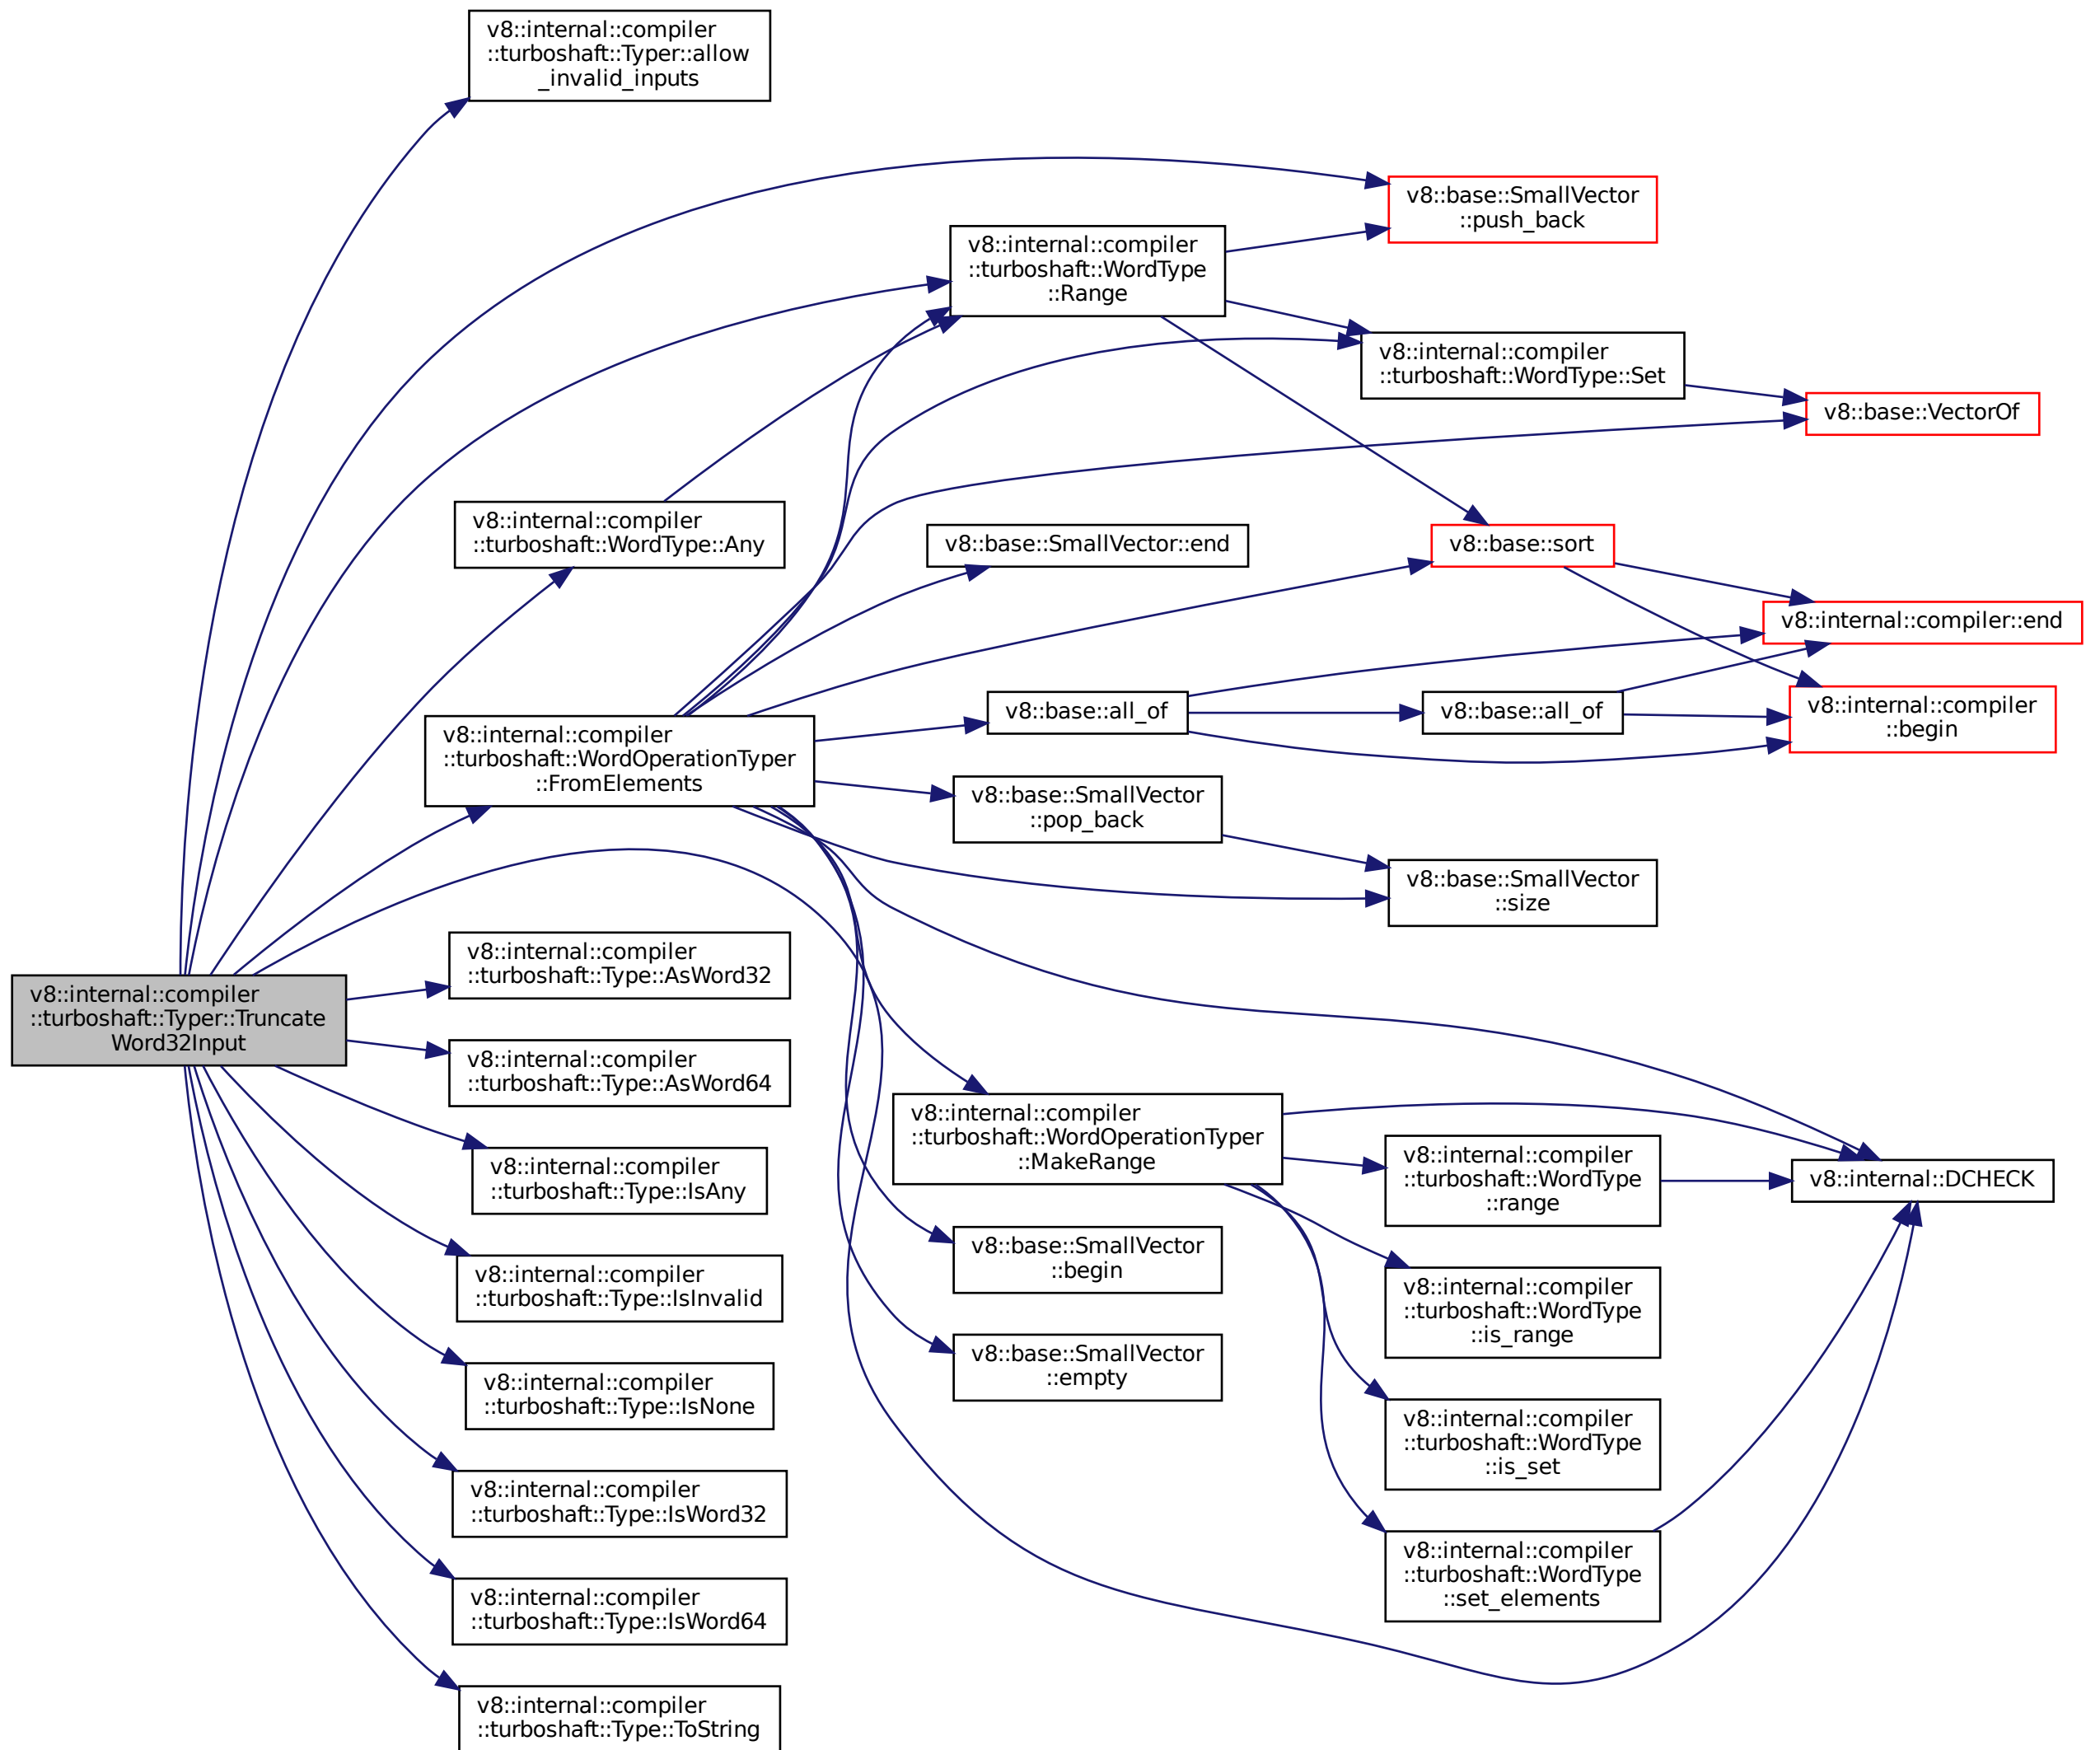 v8::internal::compiler
::turboshaft::Typer::allow
_invalid_inputs
v8::base::SmallVector
::push_back
v8::internal::compiler
::turboshaft::WordType
::Range
v8::internal::compiler
::turboshaft::WordType::Set
v8::base::VectorOf
v8::internal::compiler
::turboshaft::WordType::Any
v8::base::SmallVector::end
v8::base::sort
v8::internal::compiler::end
v8::base::all_of
v8::base::all_of
v8::internal::compiler
::begin
v8::internal::compiler
::turboshaft::WordOperationTyper
::FromElements
v8::base::SmallVector
::pop_back
v8::base::SmallVector
::size
v8::internal::compiler
::turboshaft::Type::AsWord32
v8::internal::compiler
::turboshaft::Typer::Truncate
Word32Input
v8::internal::compiler
::turboshaft::Type::AsWord64
v8::internal::compiler
::turboshaft::WordOperationTyper
::MakeRange
v8::internal::compiler
::turboshaft::Type::IsAny
v8::internal::compiler
::turboshaft::WordType
::range
v8::internal::DCHECK
v8::base::SmallVector
::begin
v8::internal::compiler
::turboshaft::Type::IsInvalid
v8::internal::compiler
::turboshaft::WordType
::is_range
v8::base::SmallVector
::empty
v8::internal::compiler
::turboshaft::Type::IsNone
v8::internal::compiler
::turboshaft::WordType
::is_set
v8::internal::compiler
::turboshaft::Type::IsWord32
v8::internal::compiler
::turboshaft::WordType
::set_elements
v8::internal::compiler
::turboshaft::Type::IsWord64
v8::internal::compiler
::turboshaft::Type::ToString